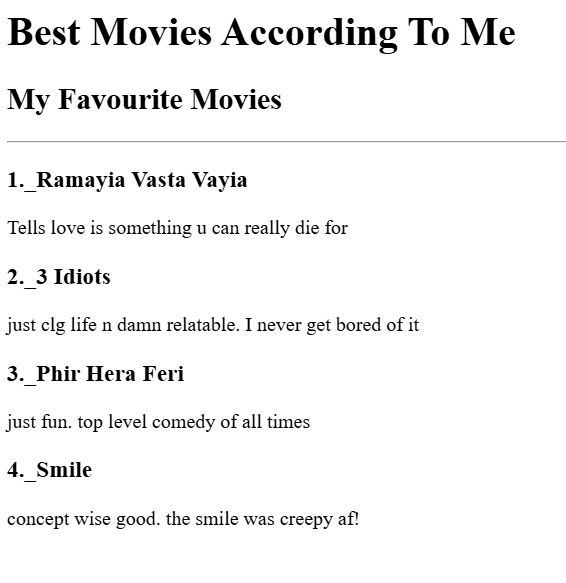 Best Movies According To Me
My Favourite Movies
1._Ramayia Vasta Vayia
Tells love is something u can really die for
2._3 Idiots
just clg life n damn relatable. I never get bored of it
3._Phir Hera Feri
just fun. top level comedy of all times
4._Smile
concept wise good. the smile was creepy af!